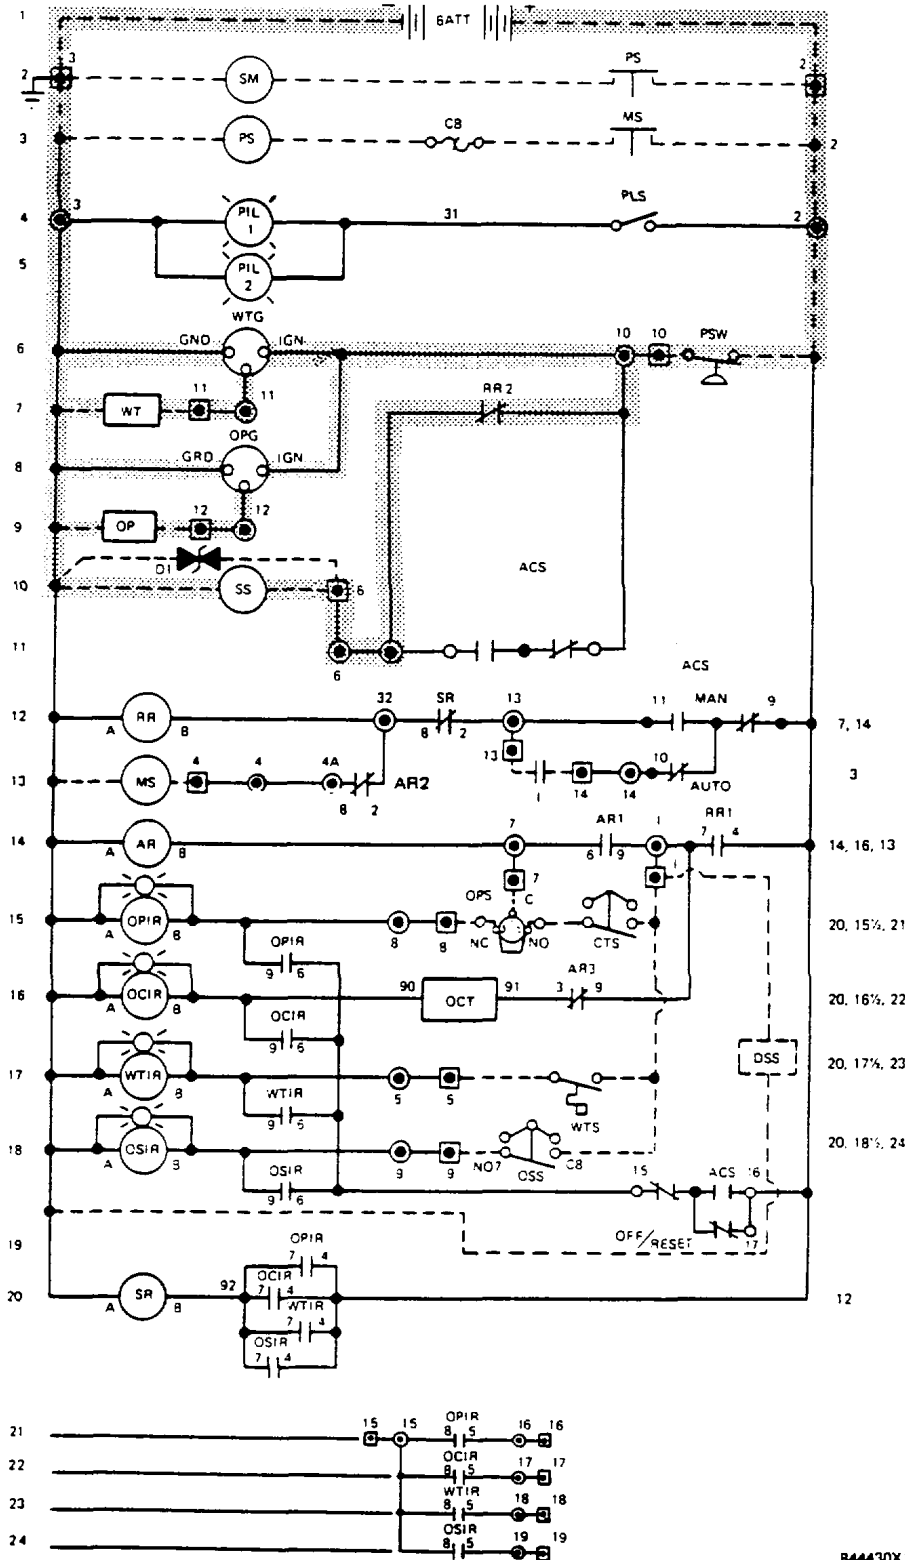 1 BATT
3 PS 2
2 SM
MS
3 PS CB 2
3 PLS
4 PIL 1 31 2
5 PIL 2
WTG
6 GND IGN 10 10 PSW
RR2
7 WT 11 11
OPG
8 GRD IGN
9 OP 12 12
D1 ACS
10 SS 6
11
6
ACS
12 A RR B 32 SR 8 2 13 11 MAN 9 7, 14
13
13 MS 4 4 4A 8 2 AR2 1 14 14 10 AUTO 3
14 A AR B 7 AR1 6 9 1 7 RR1 4 14, 16, 13
7 1
OPS C
15 A OPIR B 8 8 NC NO CTS 20, 15½, 21
OPIR
9 6
16 A OCIR B 90 OCT 91 AR3 3 9 20, 16½, 22
OCIR
9 6
DSS
17 A WTIR B 5 5 WTS 20, 17½, 23
WTIR
9 6
18 A OSIR B 9 9 NO7 OSS C8 20, 18½, 24
OSIR
9 6 15 ACS 16
OFF/RESET 17
19 OPIR
7 4
20 A SR B 92 OCIR 7 4 12
WTIR
7 4
OSIR
7 4
21 15 15 OPIR 8 5 16 16
22 OCIR 8 5 17 17
23 WTIR 8 5 18 18
24 OSIR 8 5 19 19
B44430X